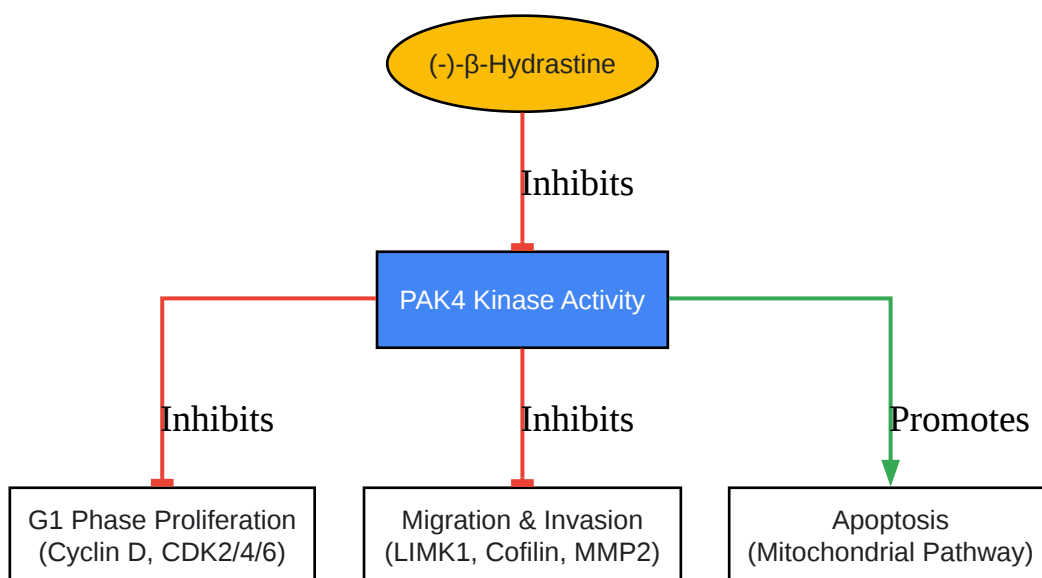 (-)-β-Hydrastine
Inhibits
PAK4 Kinase Activity
Inhibits
Inhibits
Promotes
G1 Phase Proliferation
(Cyclin D, CDK2/4/6)
Migration & Invasion
(LIMK1, Cofilin, MMP2)
Apoptosis
(Mitochondrial Pathway)